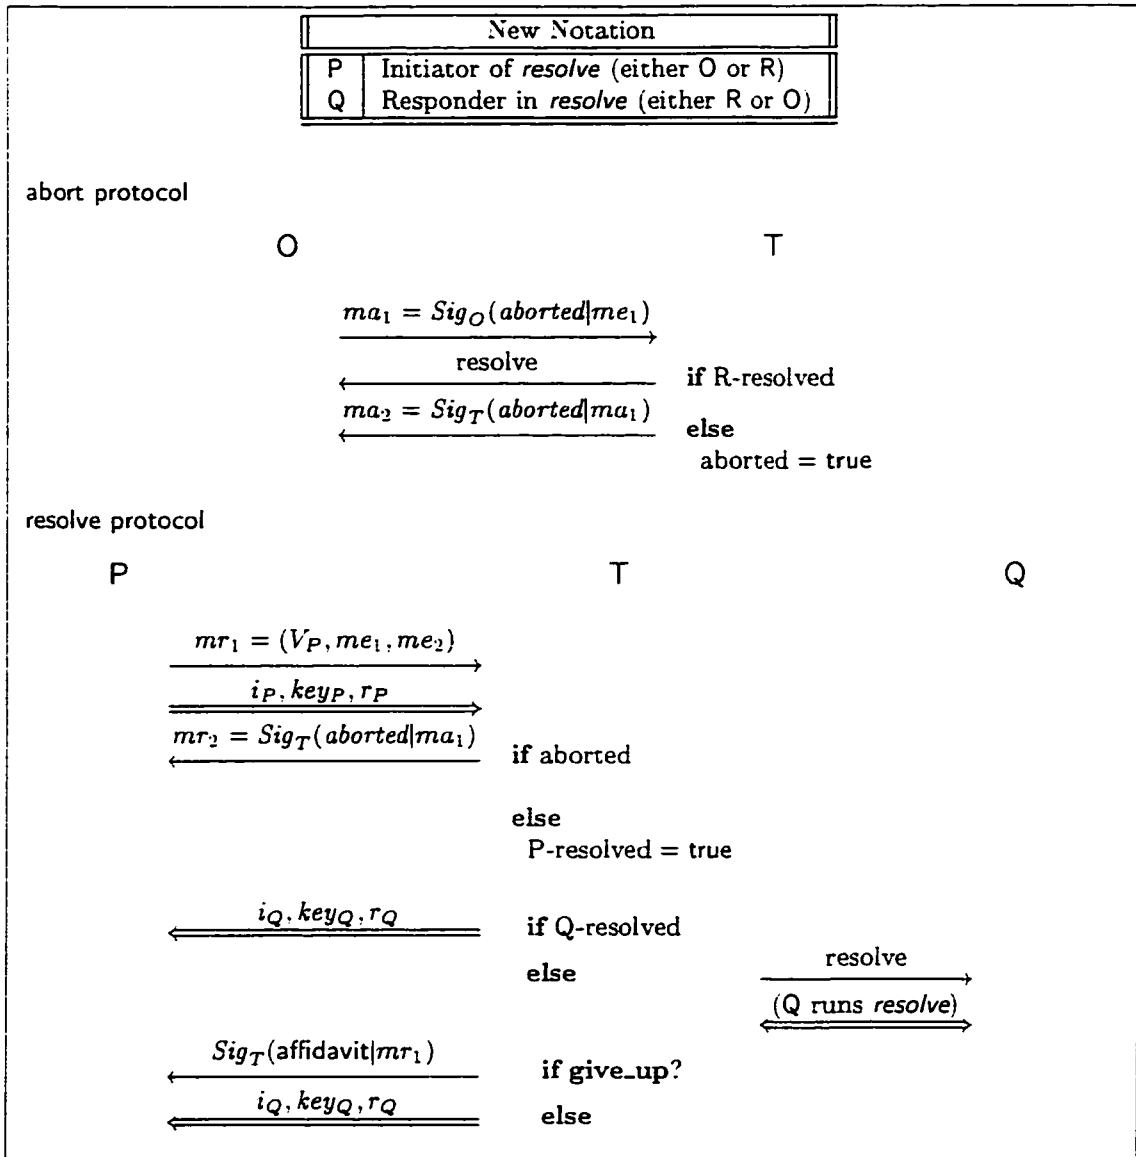 New Notation
P Initiator of resolve (either O or R)
Q Responder in resolve (either R or O)
abort protocol
O T
ma₁ = Sig_O(aborted|me₁)
resolve if R-resolved
ma₂ = Sig_T(aborted|ma₁) else
aborted = true
resolve protocol
P T Q
mr₁ = (V_P, me₁, me₂)
i_P, key_P, r_P
mr₂ = Sig_T(aborted|ma₁) if aborted
else
P-resolved = true
i_Q, key_Q, r_Q if Q-resolved
else resolve
(Q runs resolve)
Sig_T(affidavit|mr₁) if give_up?
i_Q, key_Q, r_Q else